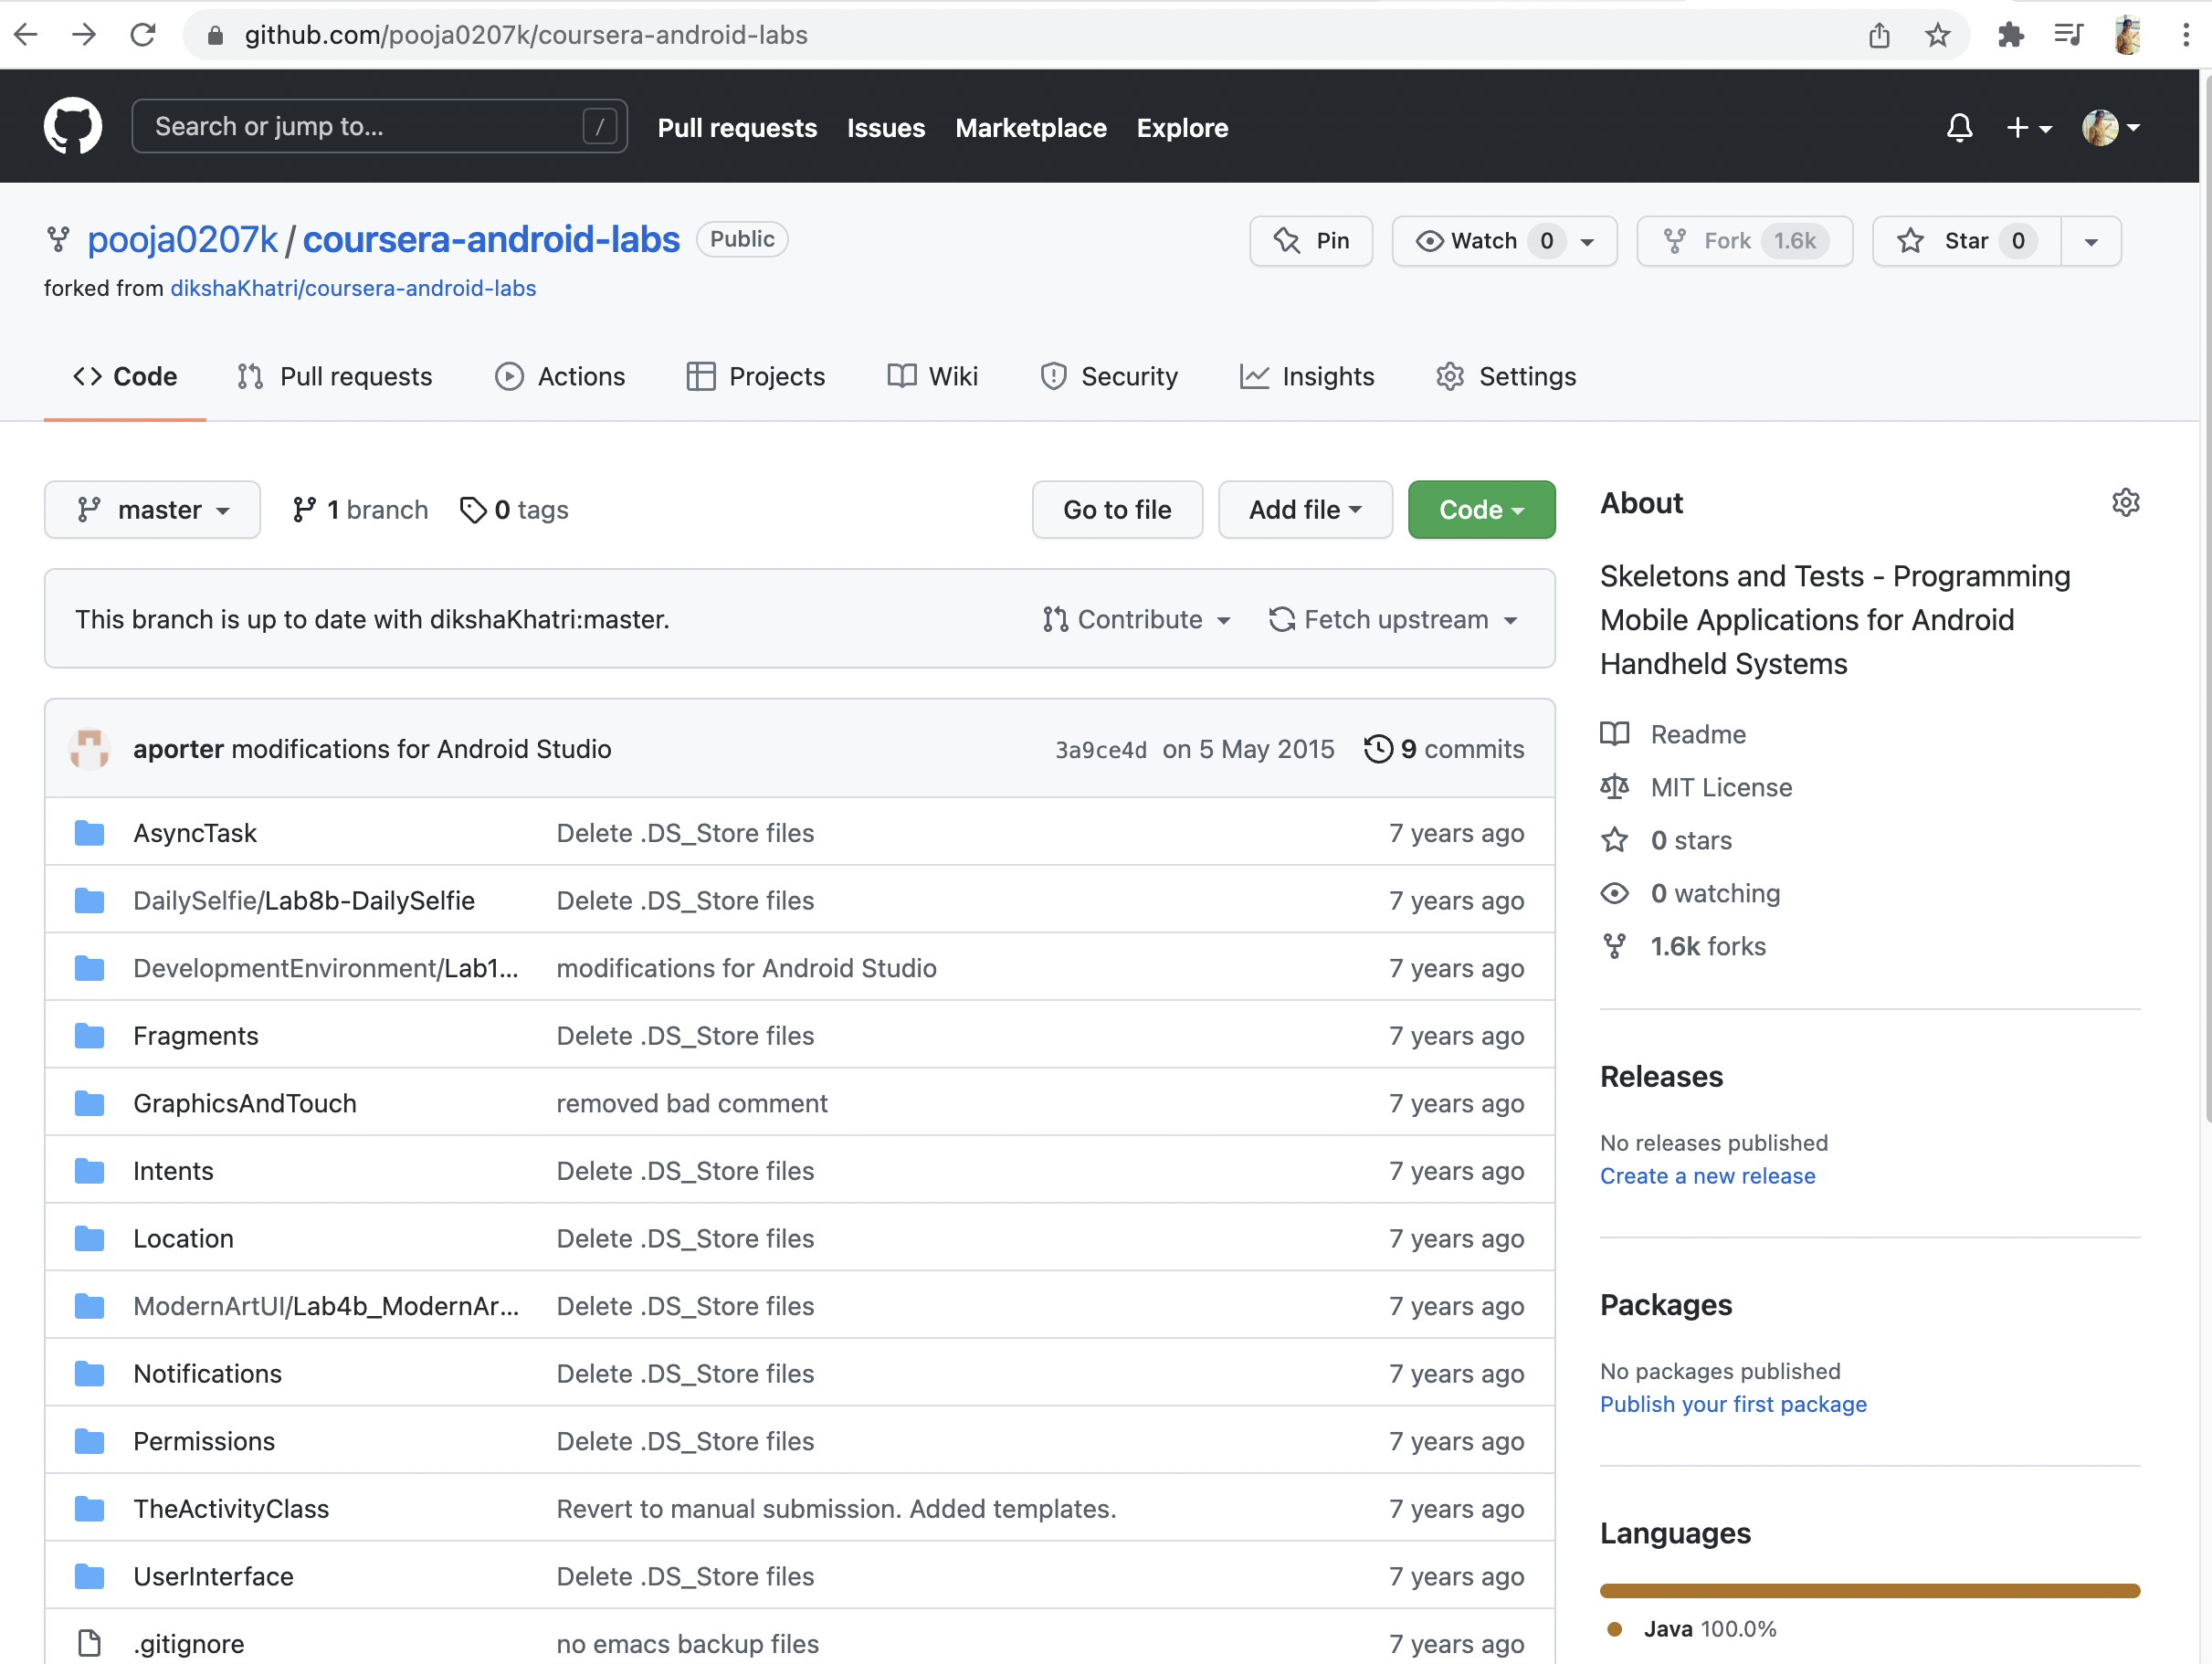 github.com/pooja0207k/coursera-android-labs
Search or jump to... /
Pull requests Issues Marketplace Explore
pooja0207k / coursera-android-labs Public
Pin Watch 0 Fork 1.6k Star 0
forked from dikshaKhatri/coursera-android-labs
Code Pull requests Actions Projects Wiki Security Insights Settings
master 1 branch 0 tags Go to file Add file Code
This branch is up to date with dikshaKhatri:master. Contribute Fetch upstream
aporter modifications for Android Studio 3a9ce4d on 5 May 2015 9 commits
AsyncTask Delete .DS_Store files 7 years ago
DailySelfie/Lab8b-DailySelfie Delete .DS_Store files 7 years ago
DevelopmentEnvironment/Lab1... modifications for Android Studio 7 years ago
Fragments Delete .DS_Store files 7 years ago
GraphicsAndTouch removed bad comment 7 years ago
Intents Delete .DS_Store files 7 years ago
Location Delete .DS_Store files 7 years ago
ModernArtUI/Lab4b_ModernAr... Delete .DS_Store files 7 years ago
Notifications Delete .DS_Store files 7 years ago
Permissions Delete .DS_Store files 7 years ago
TheActivityClass Revert to manual submission. Added templates. 7 years ago
UserInterface Delete .DS_Store files 7 years ago
.gitignore no emacs backup files 7 years ago
About
Skeletons and Tests - Programming
Mobile Applications for Android
Handheld Systems
Readme
MIT License
0 stars
0 watching
1.6k forks
Releases
No releases published
Create a new release
Packages
No packages published
Publish your first package
Languages
Java 100.0%